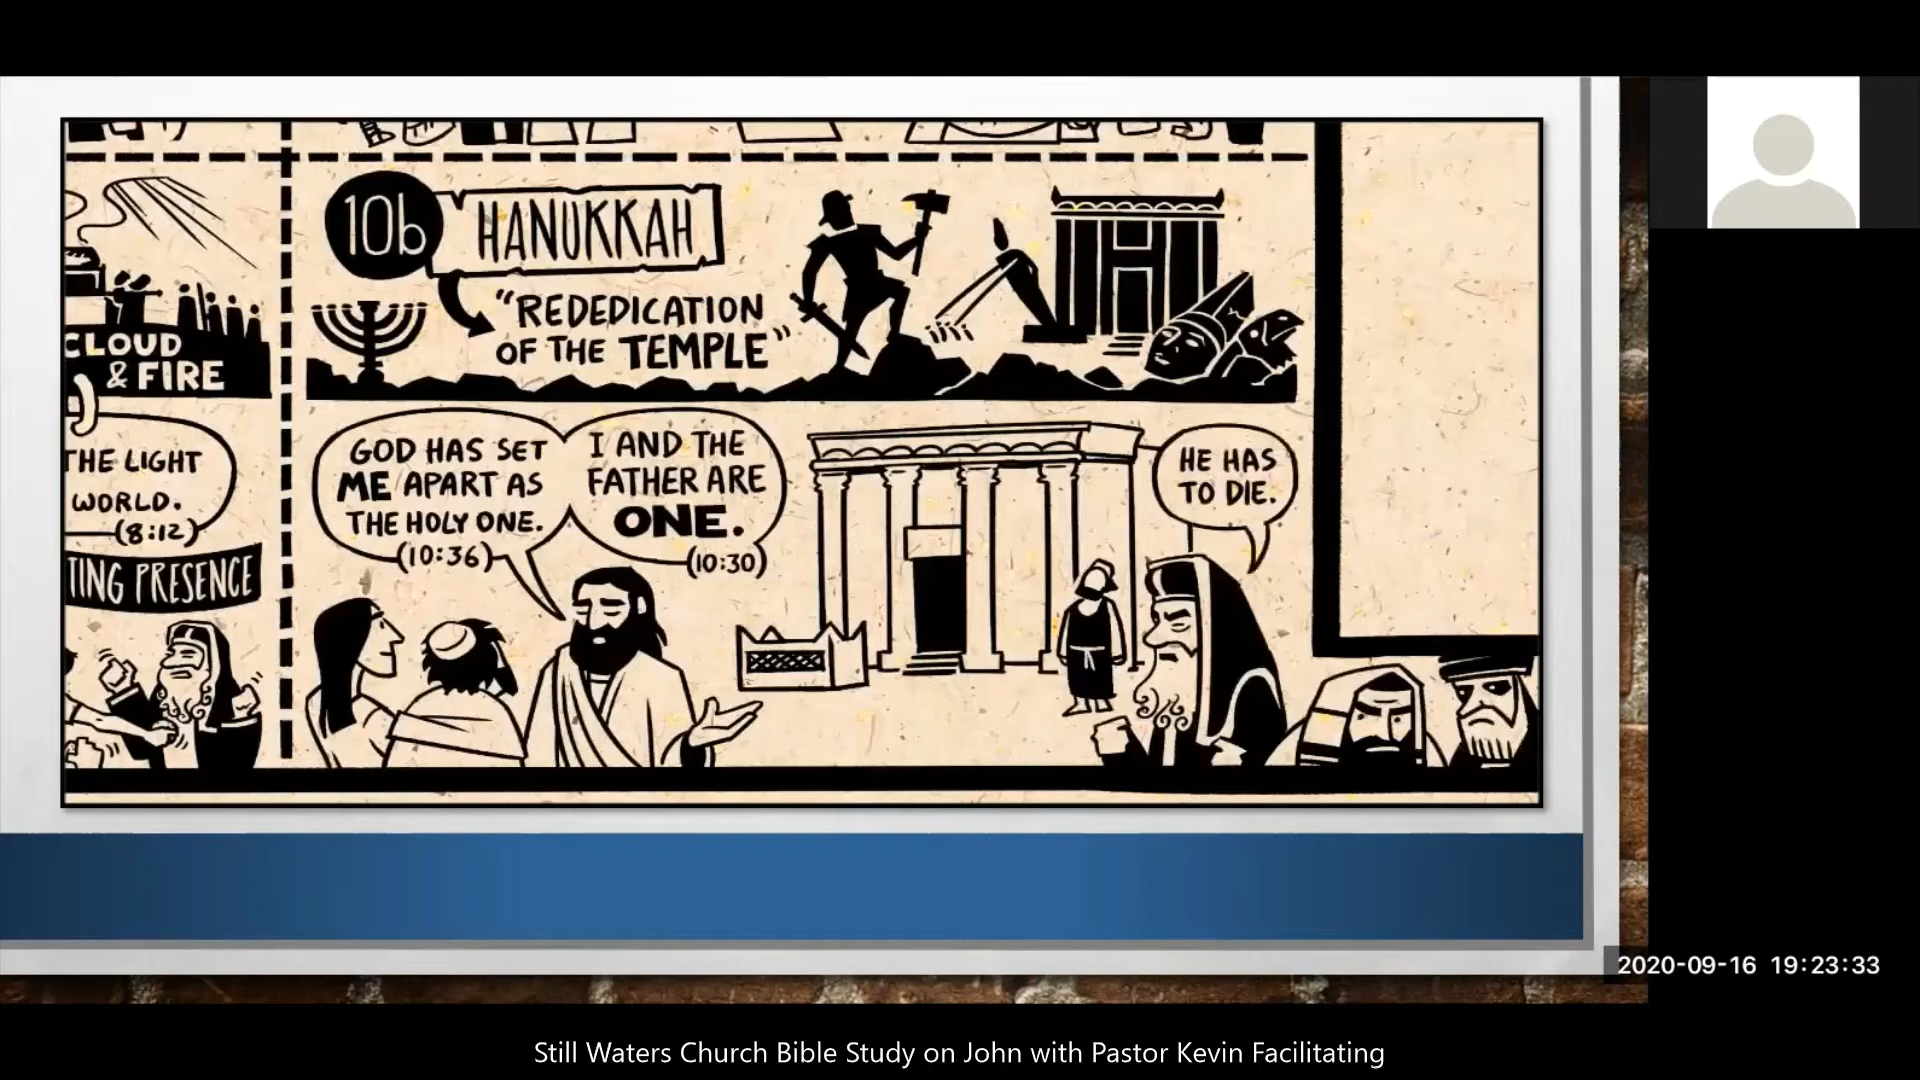 10b HANUKKAH
"REDEDICATION
OF THE TEMPLE"
CLOUD
& FIRE
THE LIGHT
WORLD.
(8:12)
TING PRESENCE
GOD HAS SET
ME APART AS
THE HOLY ONE.
(10:36)
I AND THE
FATHER ARE
ONE.
(10:30)
HE HAS
TO DIE.
2020-09-16 19:23:33
Still Waters Church Bible Study on John with Pastor Kevin Facilitating